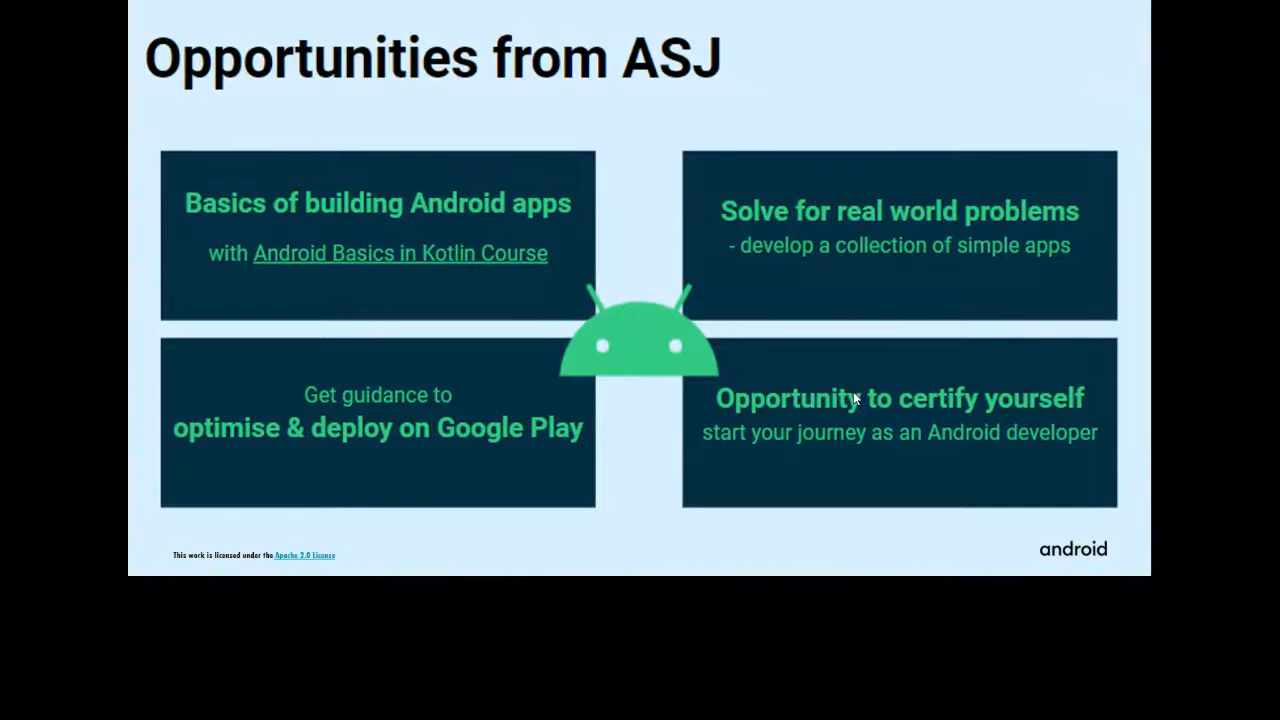 Opportunities from ASJ
Basics of building Android apps
with Android Basics in Kotlin Course
Solve for real world problems
- develop a collection of simple apps
Get guidance to
optimise & deploy on Google Play
Opportunity to certify yourself
start your journey as an Android developer
This work is licensed under the Apache 2.0 License
android